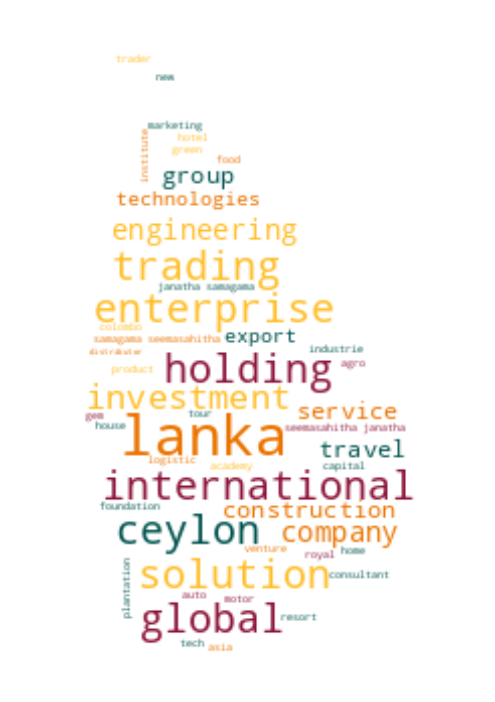 trader
new
marketing
institute
hotel
green
food
group
technologies
engineering
trading
janatha samagama
enterprise
colombo
samagama seemasahitha
export
distributor
industrie
holding
agro
product
investment
gem
tour
service
house
lanka
seemasahitha janatha
travel
logistic
academy
capital
international
foundation
construction
ceylon
company
venture
royal
home
solution
consultant
plantation
auto
motor
global
resort
tech
asia